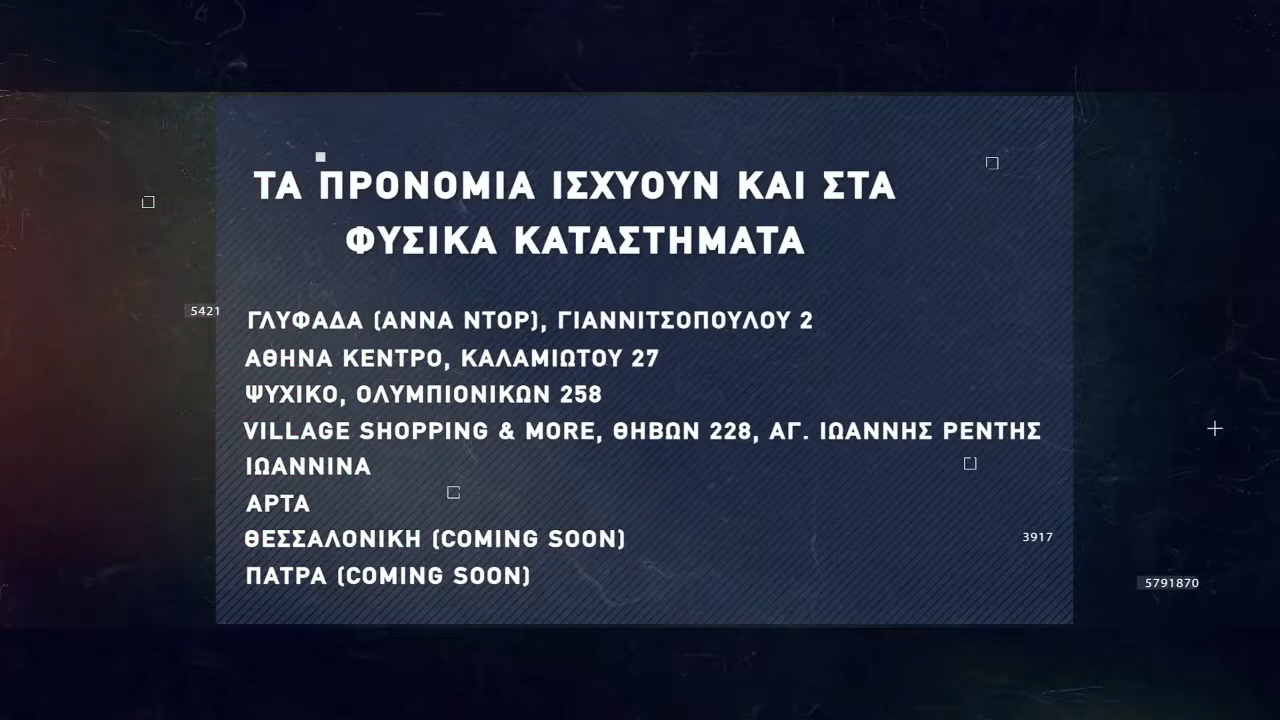 ΤΑ ΠΡΟΝΟΜΙΑ ΙΣΧΥΟΥΝ ΚΑΙ ΣΤΑ
ΦΥΣΙΚΑ ΚΑΤΑΣΤΗΜΑΤΑ
5421
ΓΛΥΦΑΔΑ (ΑΝΝΑ ΝΤΟΡ), ΓΙΑΝΝΙΤΣΟΠΟΥΛΟΥ 2
ΑΘΗΝΑ ΚΕΝΤΡΟ, ΚΑΛΑΜΙΩΤΟΥ 27
ΨΥΧΙΚΟ, ΟΛΥΜΠΙΟΝΙΚΩΝ 258
VILLAGE SHOPPING & MORE, ΘΗΒΩΝ 228, ΑΓ. ΙΩΑΝΝΗΣ ΡΕΝΤΗΣ
ΙΩΑΝΝΙΝΑ
ΑΡΤΑ
ΘΕΣΣΑΛΟΝΙΚΗ (COMING SOON)
3917
ΠΑΤΡΑ (COMING SOON)
5791870